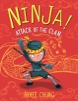 NINJA!
ATTACK OF THE CLAN
ARREE CHUNG